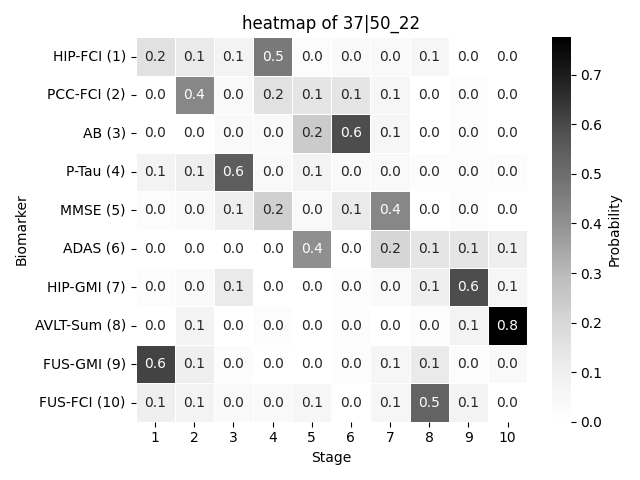 heatmap of 37|50_22
HIP-FCI (1) 0.2 0.1 0.1 0.5 0.0 0.0 0.0 0.1 0.0 0.0
PCC-FCI (2) 0.0 0.4 0.0 0.2 0.1 0.1 0.1 0.0 0.0 0.0
AB (3) 0.0 0.0 0.0 0.0 0.2 0.6 0.1 0.0 0.0 0.0
P-Tau (4) 0.1 0.1 0.6 0.0 0.1 0.0 0.0 0.0 0.0 0.0
MMSE (5) 0.0 0.0 0.1 0.2 0.0 0.1 0.4 0.0 0.0 0.0
ADAS (6) 0.0 0.0 0.0 0.0 0.4 0.0 0.2 0.1 0.1 0.1
HIP-GMI (7) 0.0 0.0 0.1 0.0 0.0 0.0 0.0 0.1 0.6 0.1
AVLT-Sum (8) 0.0 0.1 0.0 0.0 0.0 0.0 0.0 0.0 0.1 0.8
FUS-GMI (9) 0.6 0.1 0.0 0.0 0.0 0.0 0.1 0.1 0.0 0.0
FUS-FCI (10) 0.1 0.1 0.0 0.0 0.1 0.0 0.1 0.5 0.1 0.0
1 2 3 4 5 6 7 8 9 10
Stage
Biomarker
0.7
0.6
0.5
0.4
0.3
0.2
0.1
0.0
Probability